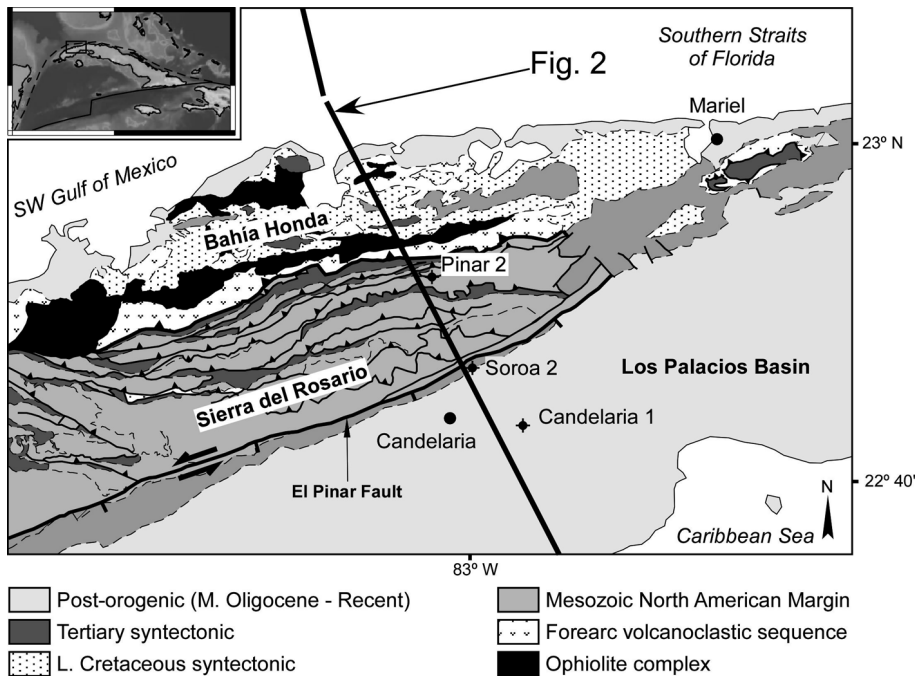 Southern Straits
of Florida
Fig. 2
Mariel
23º N
SW Gulf of Mexico
Bahía Honda
Pinar 2
Soroa 2
Los Palacios Basin
Sierra del Rosario
Candelaria 1
Candelaria
El Pinar Fault
22º 40'
N
Caribbean Sea
83º W
Post-orogenic (M. Oligocene - Recent)
Tertiary syntectonic
L. Cretaceous syntectonic
Mesozoic North American Margin
Forearc volcanoclastic sequence
Ophiolite complex